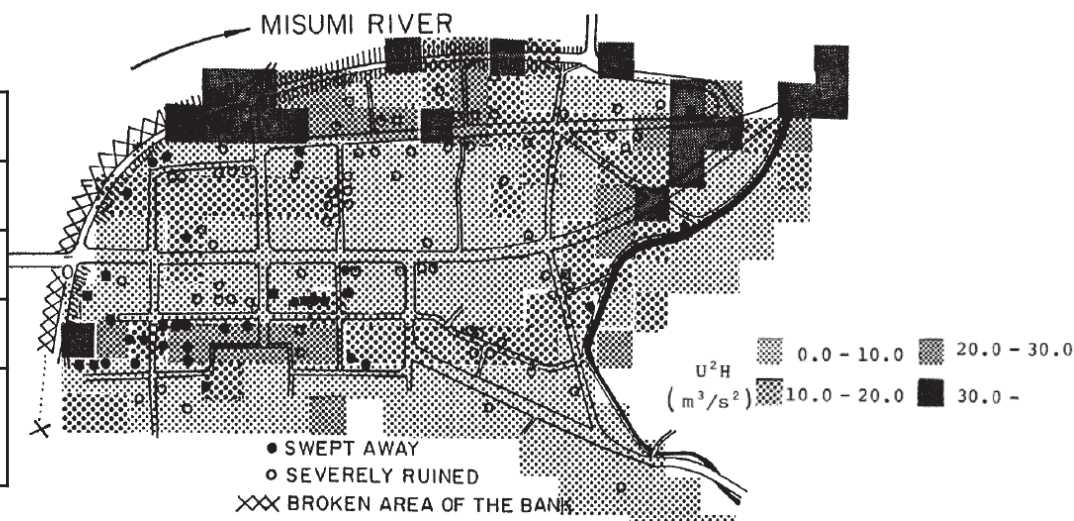 MISUMI RIVER
U²H
(m³/s²)
0.0 - 10.0
20.0 - 30.0
10.0 - 20.0
30.0 -
SWEPT AWAY
SEVERELY RUINED
BROKEN AREA OF THE BANK